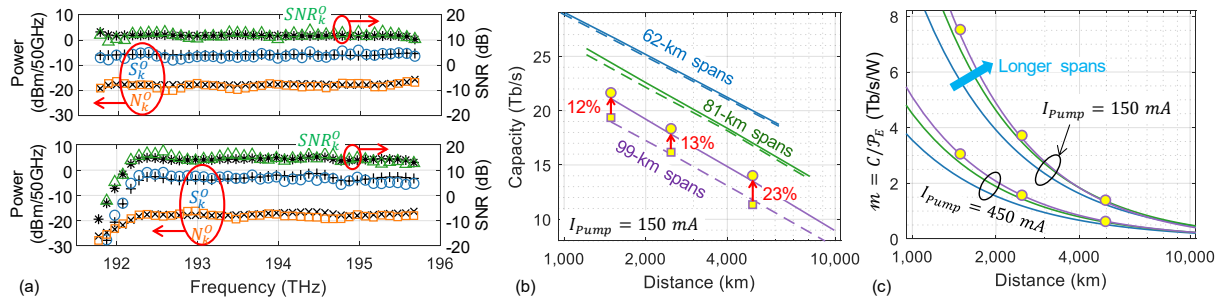 SNR_k^O
Power
(dBm/50GHz)
10
0
-10
-20
-30
S_k^O
N_k^O
20
10
0
-10
-20
SNR (dB)
SNR_k^O
Power
(dBm/50GHz)
10
0
-10
-20
-30
S_k^O
N_k^O
20
10
0
-10
-20
SNR (dB)
192 193 194 195 196
(a) Frequency (THz)
Capacity (Tb/s)
25
20
15
10
62-km spans
81-km spans
99-km spans
12%
13%
23%
I_Pump = 150 mA
1,000 2,000 5,000 10,000
(b) Distance (km)
m = C/𝒫_E (Tb/s/W)
8
6
4
2
0
Longer spans
I_Pump = 150 mA
I_Pump = 450 mA
1,000 2,000 5,000 10,000
(c) Distance (km)